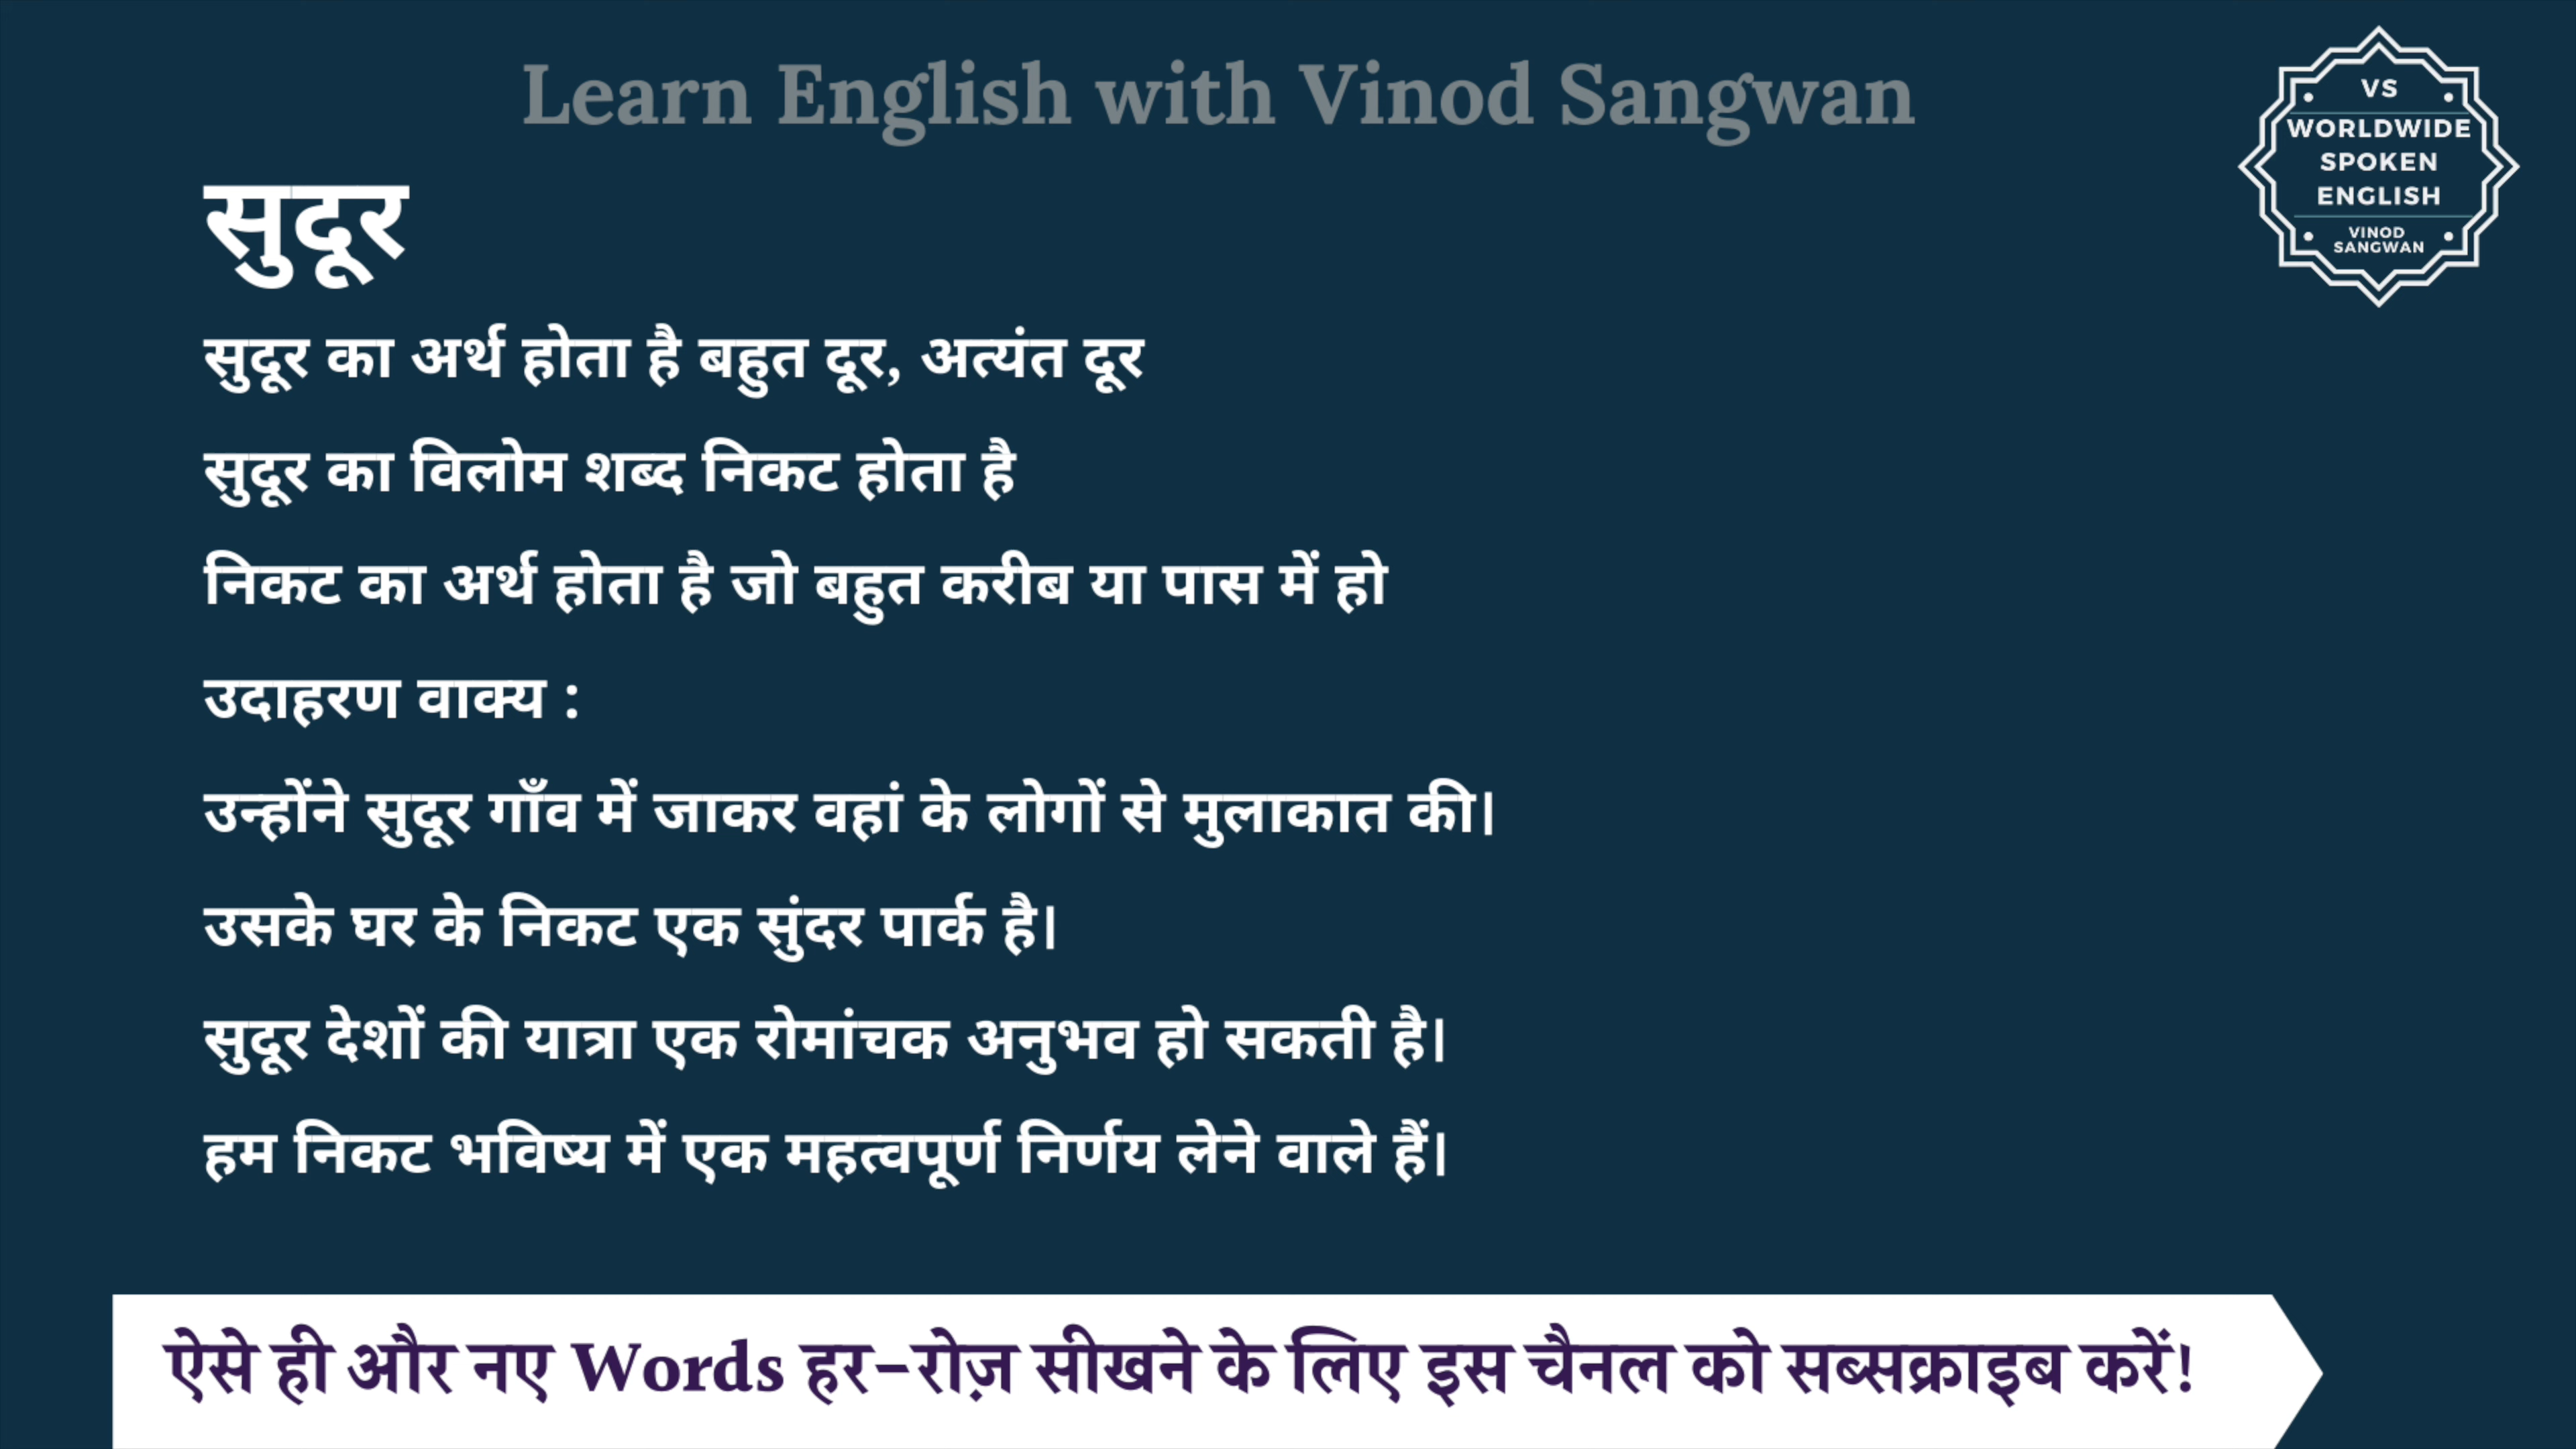 Learn English with Vinod Sangwan
VS
WORLDWIDE
SPOKEN
ENGLISH
VINOD
SANGWAN
सुदूर
सुदूर का अर्थ होता है बहुत दूर, अत्यंत दूर
सुदूर का विलोम शब्द निकट होता है
निकट का अर्थ होता है जो बहुत करीब या पास में हो
उदाहरण वाक्य :
उन्होंने सुदूर गाँव में जाकर वहां के लोगों से मुलाकात की।
उसके घर के निकट एक सुंदर पार्क है।
सुदूर देशों की यात्रा एक रोमांचक अनुभव हो सकती है।
हम निकट भविष्य में एक महत्वपूर्ण निर्णय लेने वाले हैं।
ऐसे ही और नए Words हर-रोज़ सीखने के लिए इस चैनल को सब्सक्राइब करें!